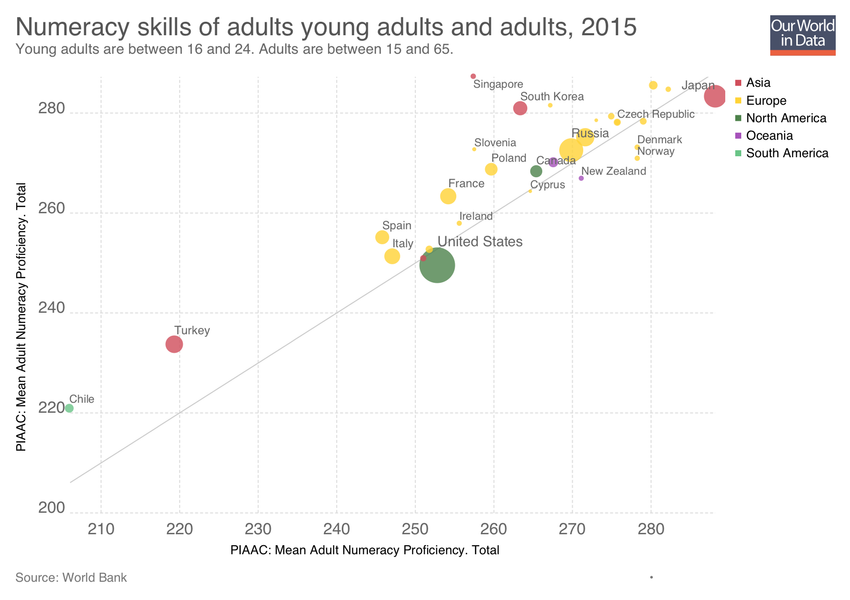 Numeracy skills of adults young adults and adults, 2015
Young adults are between 16 and 24. Adults are between 15 and 65.
Our World
in Data
PIAAC: Mean Adult Numeracy Proficiency. Total
280
260
240
220
200
Singapore
South Korea
Japan
Czech Republic
Russia
Slovenia
Denmark
Norway
Poland
Canada
New Zealand
France
Cyprus
Ireland
Spain
Italy
United States
Turkey
Chile
210
220
230
240
250
260
270
280
PIAAC: Mean Adult Numeracy Proficiency. Total
Asia
Europe
North America
Oceania
South America
Source: World Bank